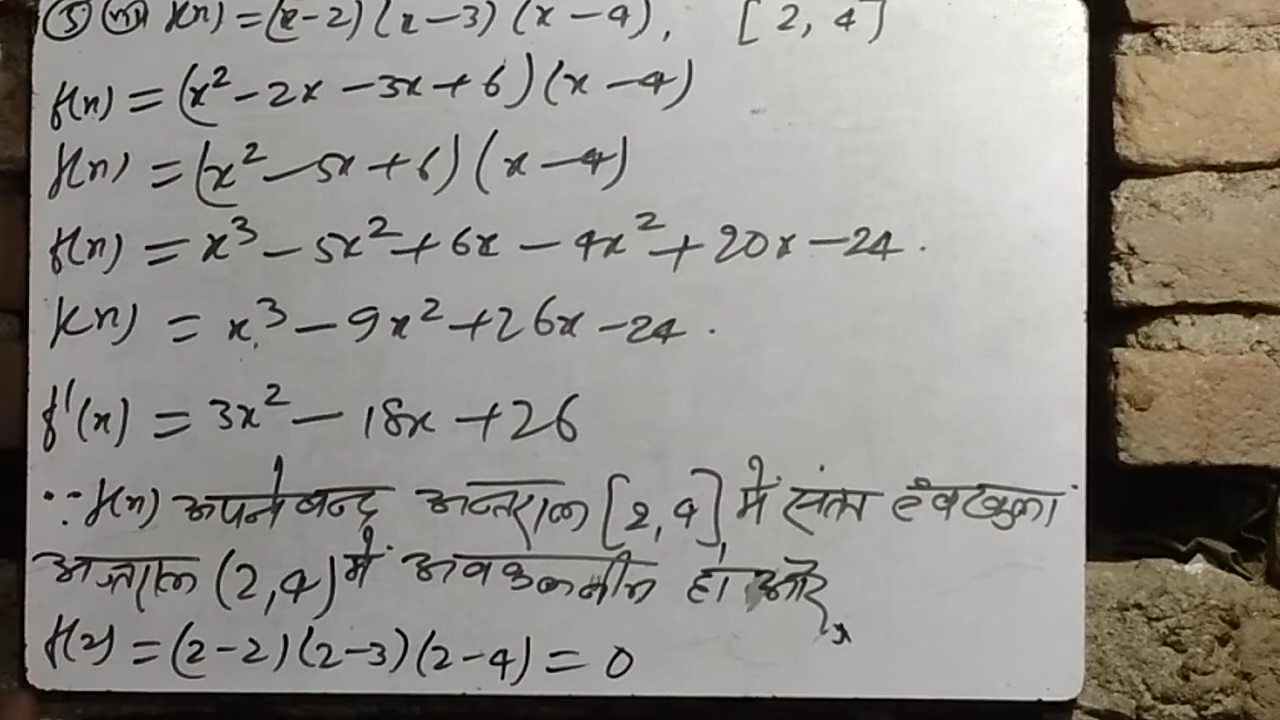 f(x) = (x-2)(x-3)(x-4), [2, 4]
f(x) = (x² - 2x - 3x + 6)(x - 4)
f(x) = (x² - 5x + 6)(x - 4)
f(x) = x³ - 5x² + 6x - 4x² + 20x - 24.
f(x) = x³ - 9x² + 26x - 24.
f'(x) = 3x² - 18x + 26
∵ f(x) अपने बन्द अन्तराल [2, 4] में संतत एवं खुला
अन्तराल (2, 4) में अवकलनीय है। और
f(2) = (2-2)(2-3)(2-4) = 0